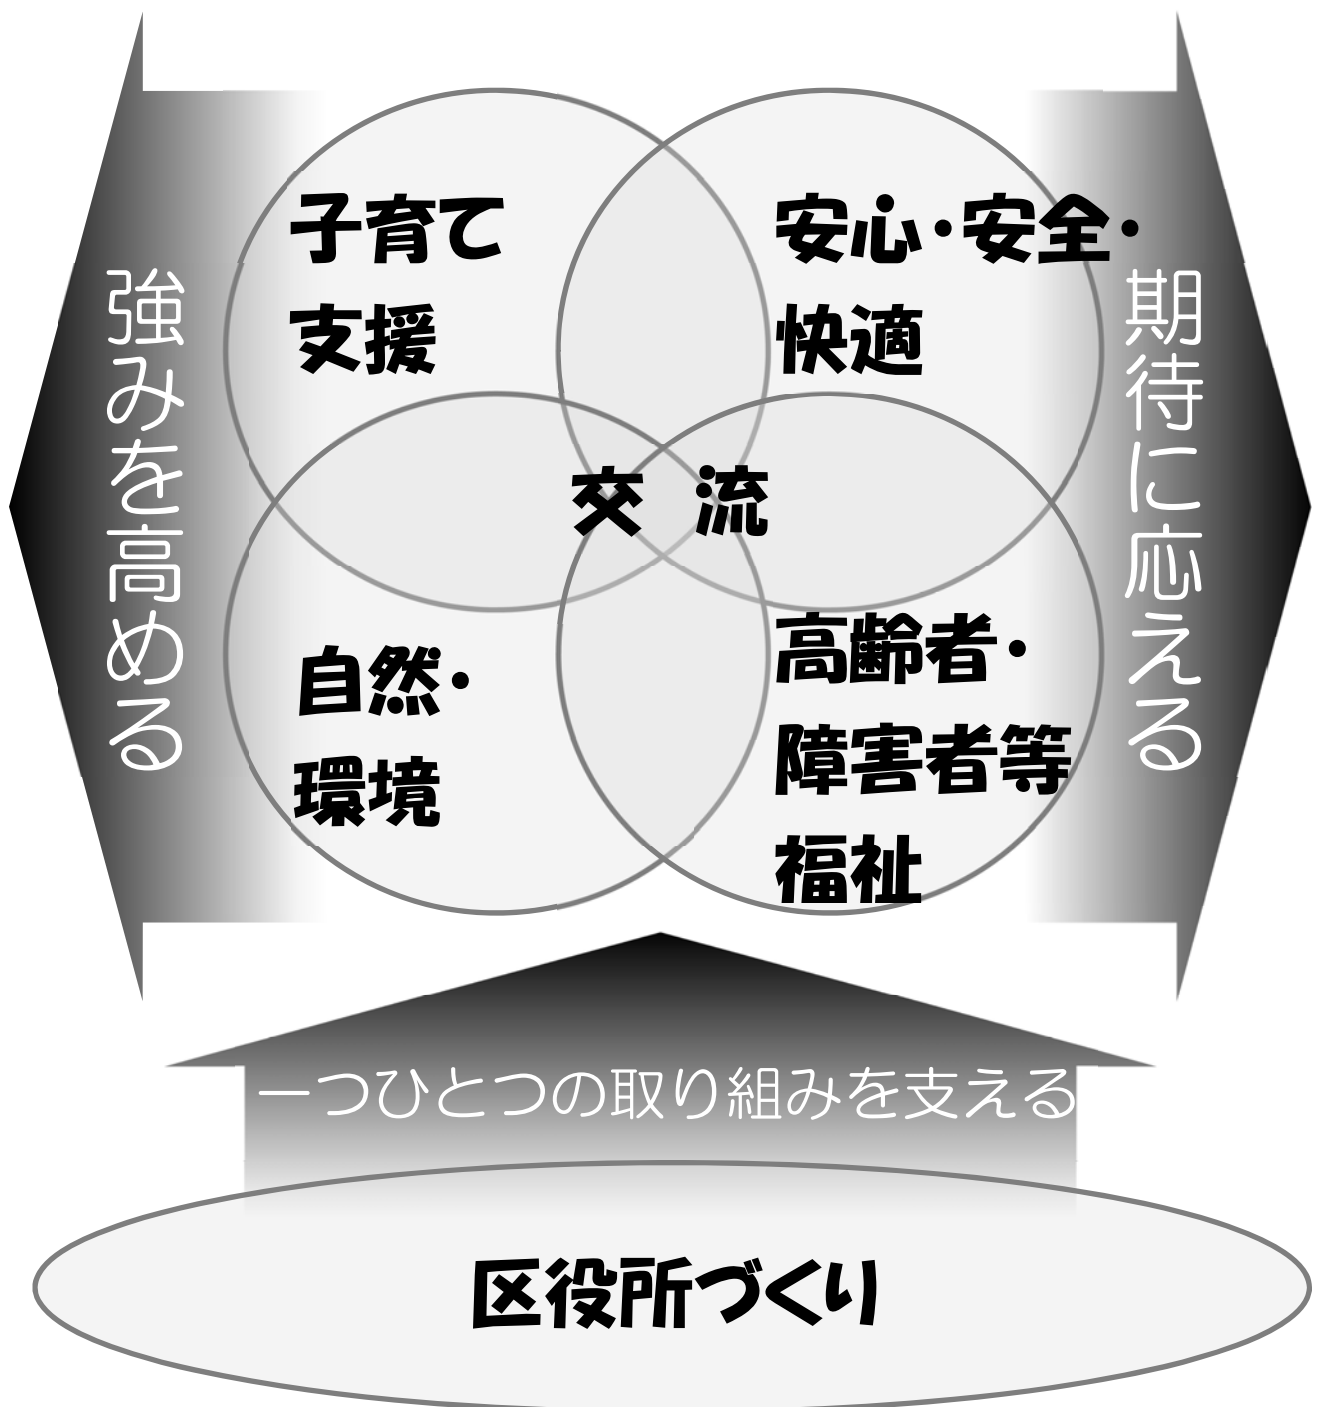 子育て
支援
安心・安全・
快適
強みを高める
期待に応える
交 流
自然・
環境
高齢者・
障害者等
福祉
一つひとつの取り組みを支える
区役所づくり